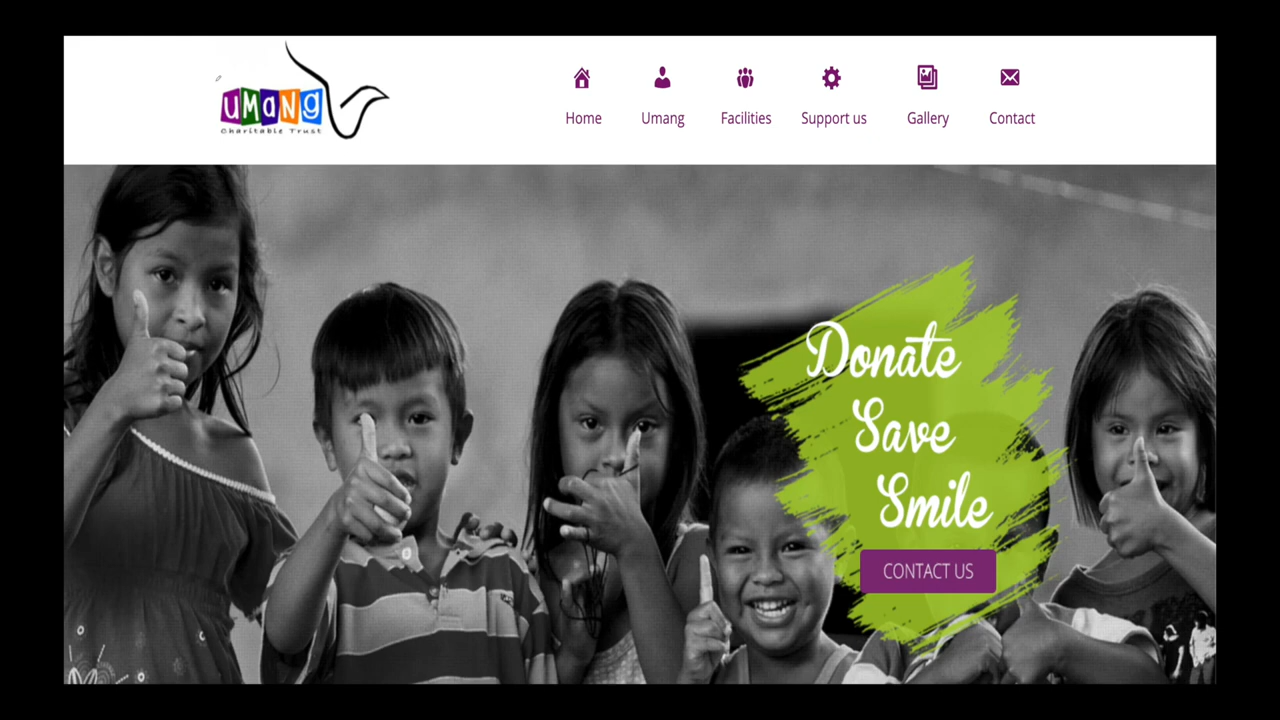 UMANG
Charitable Trust
Home
Umang
Facilities
Support us
Gallery
Contact
Donate
Save
Smile
CONTACT US